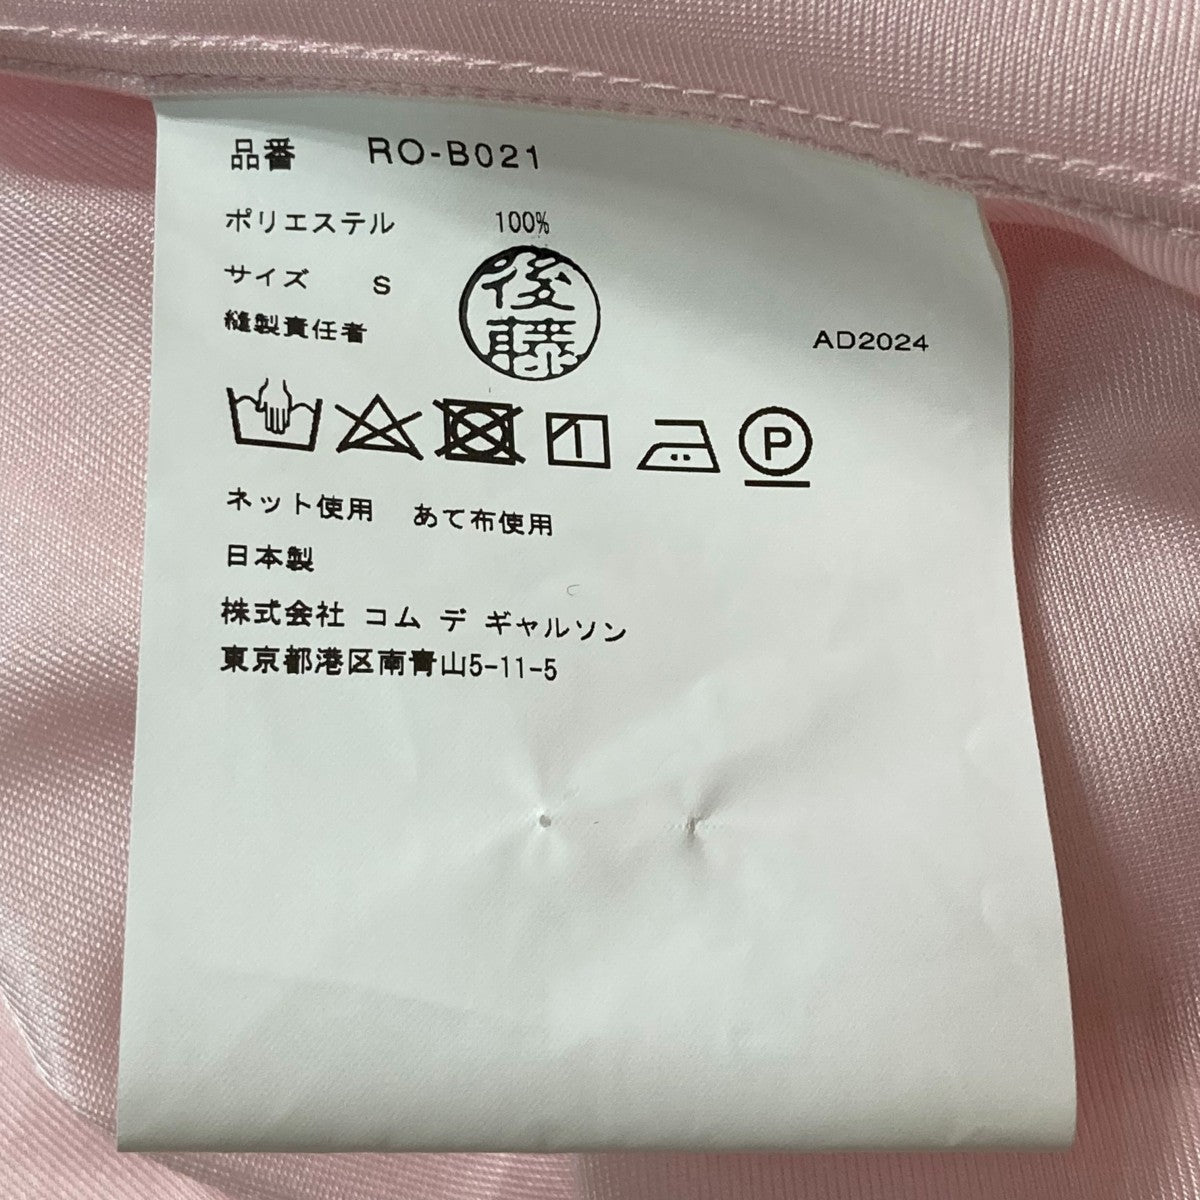 品番 RO-B021
ポリエステル 100%
サイズ S
縫製責任者 後藤
AD2024
P
ネット使用 あて布使用
日本製
株式会社 コム デ ギャルソン
東京都港区南青山5-11-5